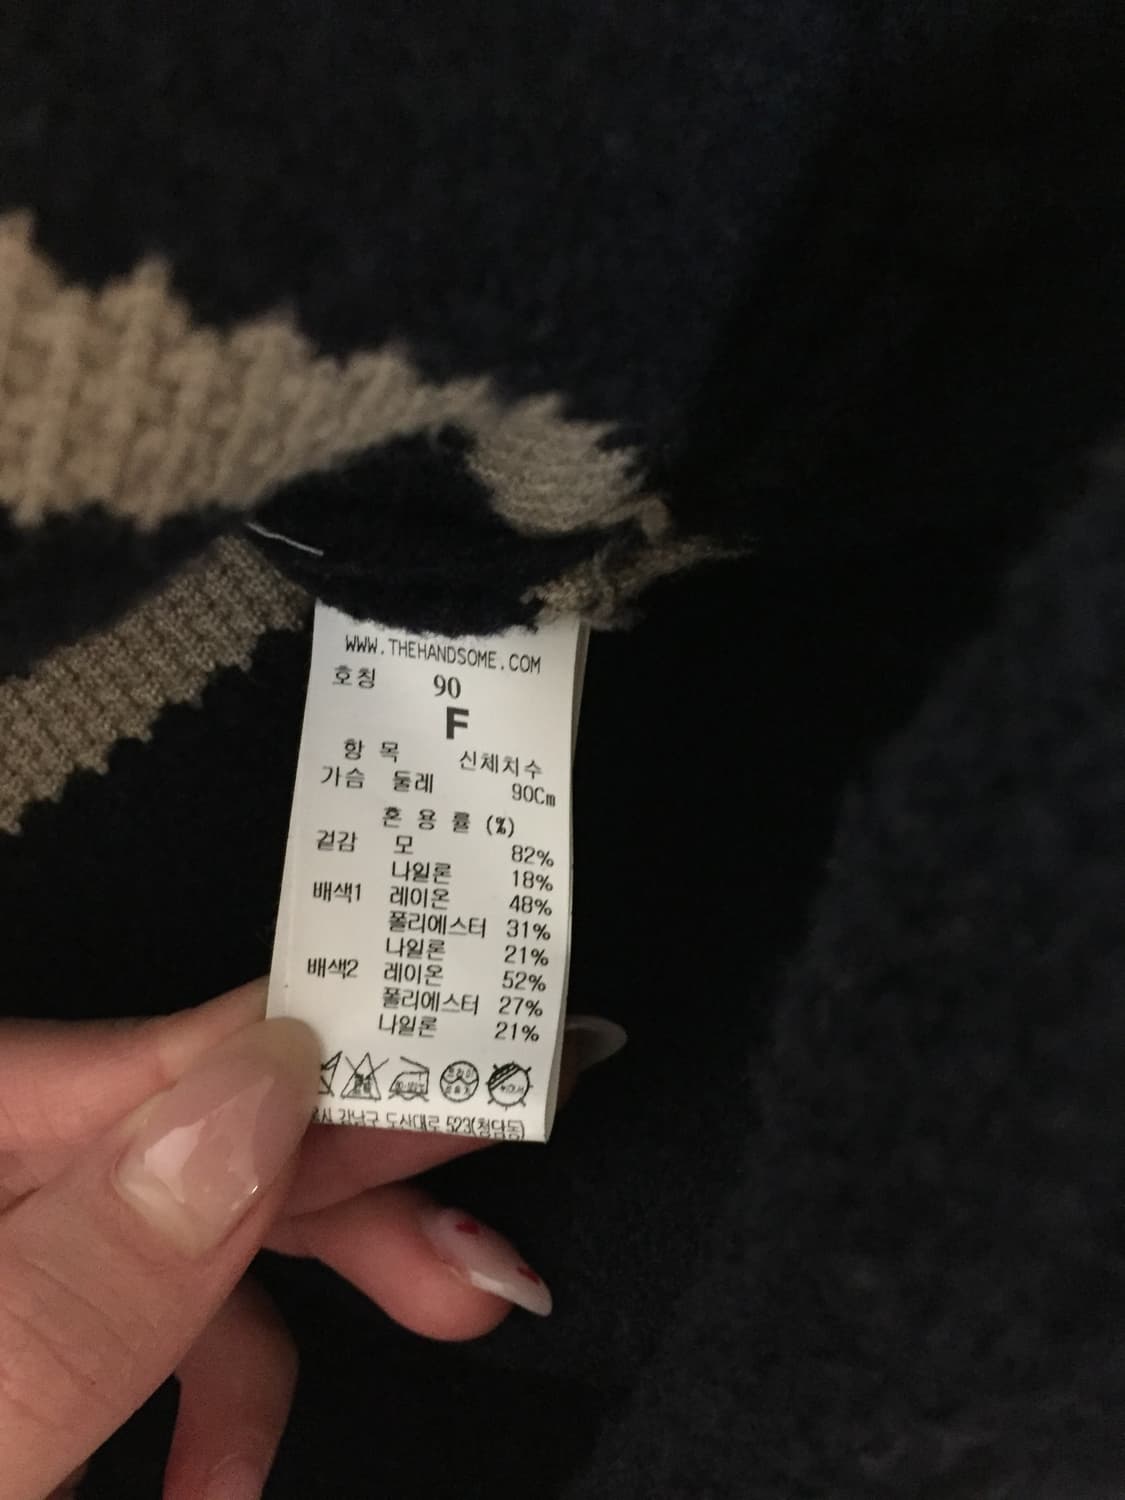 WWW.THEHANDSOME.COM
호칭 90
F
항 목 신체치수
가슴 둘레 90Cm
혼 용 률 (%)
겉감 모 82%
나일론 18%
배색1 레이온 48%
폴리에스터 31%
나일론 21%
배색2 레이온 52%
폴리에스터 27%
나일론 21%
강남구 도산대로 523(청담동)